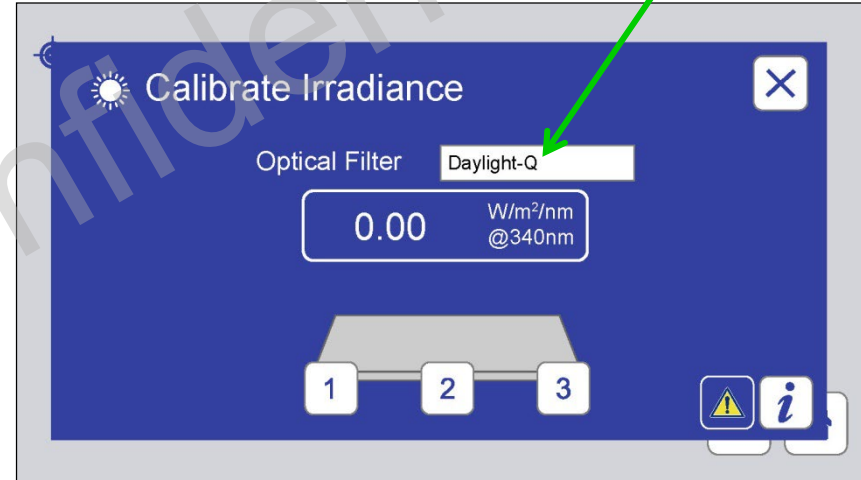 Calibrate Irradiance
Optical Filter Daylight-Q
0.00 W/m²/nm
@340nm
1 2 3
i